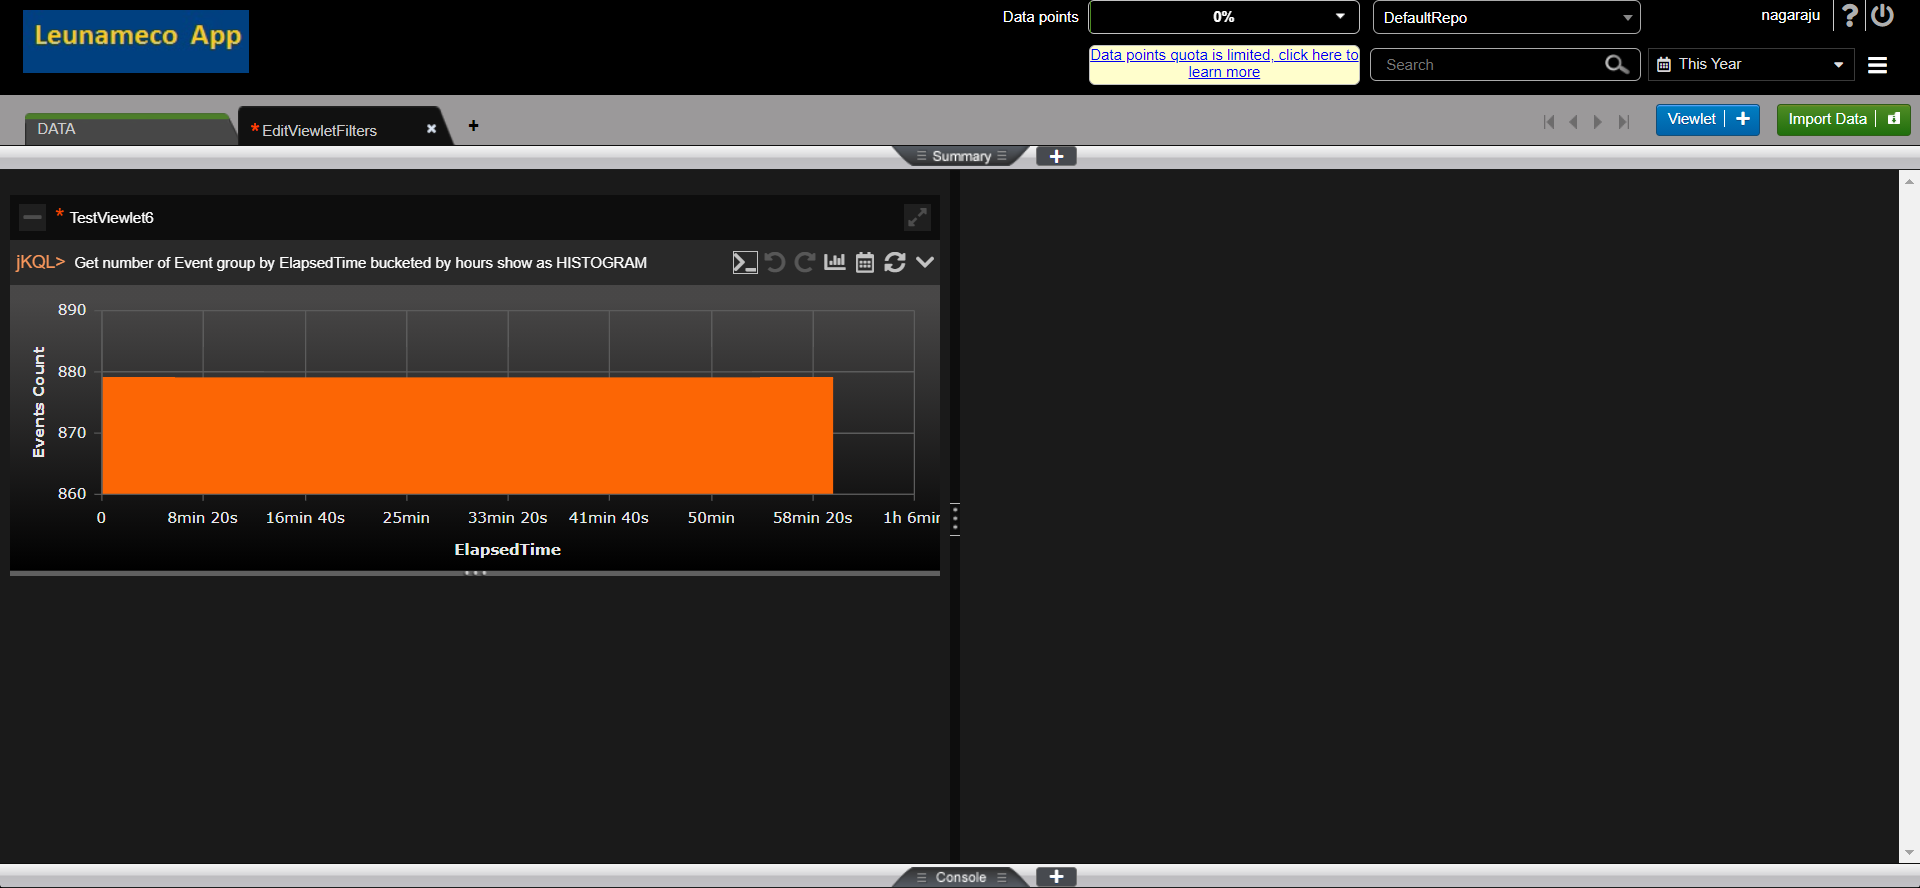 Leunameco App
Data points
0%
DefaultRepo
nagaraju
Data points quota is limited, click here to
learn more
Search
This Year
DATA
* EditViewletFilters
Viewlet
Import Data
Summary
* TestViewlet6
jKQL> Get number of Event group by ElapsedTime bucketed by hours show as HISTOGRAM
890
880
870
860
Events Count
0 8min 20s 16min 40s 25min 33min 20s 41min 40s 50min 58min 20s 1h 6min
ElapsedTime
Console